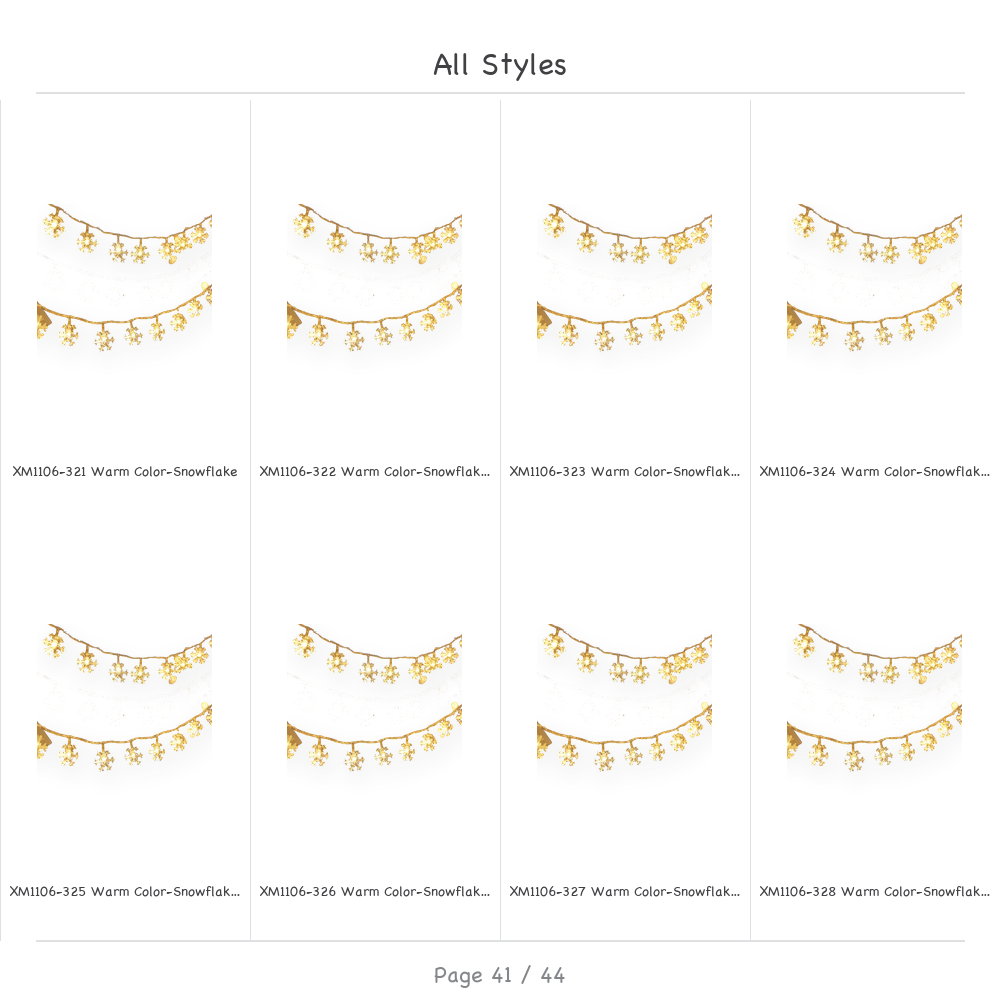 All Styles
XM1106-321 Warm Color-Snowflake
XM1106-322 Warm Color-Snowflak...
XM1106-323 Warm Color-Snowflak...
XM1106-324 Warm Color-Snowflak...
XM1106-325 Warm Color-Snowflak...
XM1106-326 Warm Color-Snowflak...
XM1106-327 Warm Color-Snowflak...
XM1106-328 Warm Color-Snowflak...
Page 41 / 44